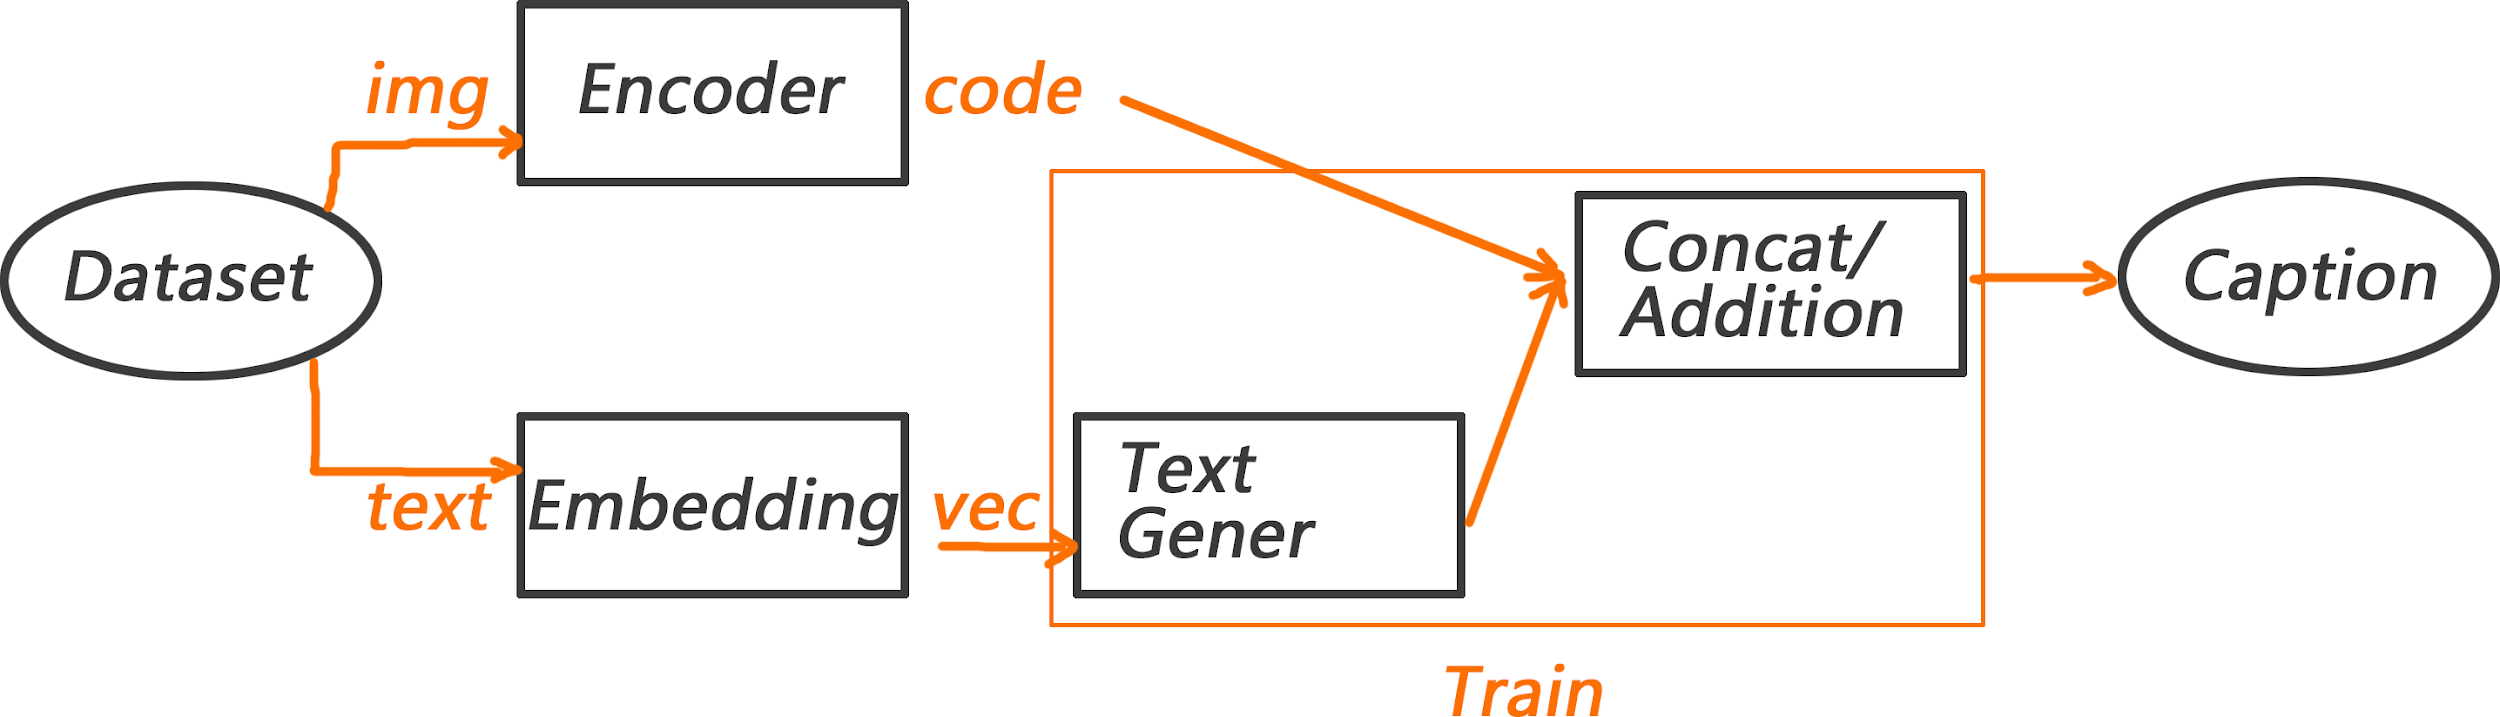 img
Encoder
code
Dataset
Concat/
Addition
Caption
text
Embedding
vec
Text
Gener
Train